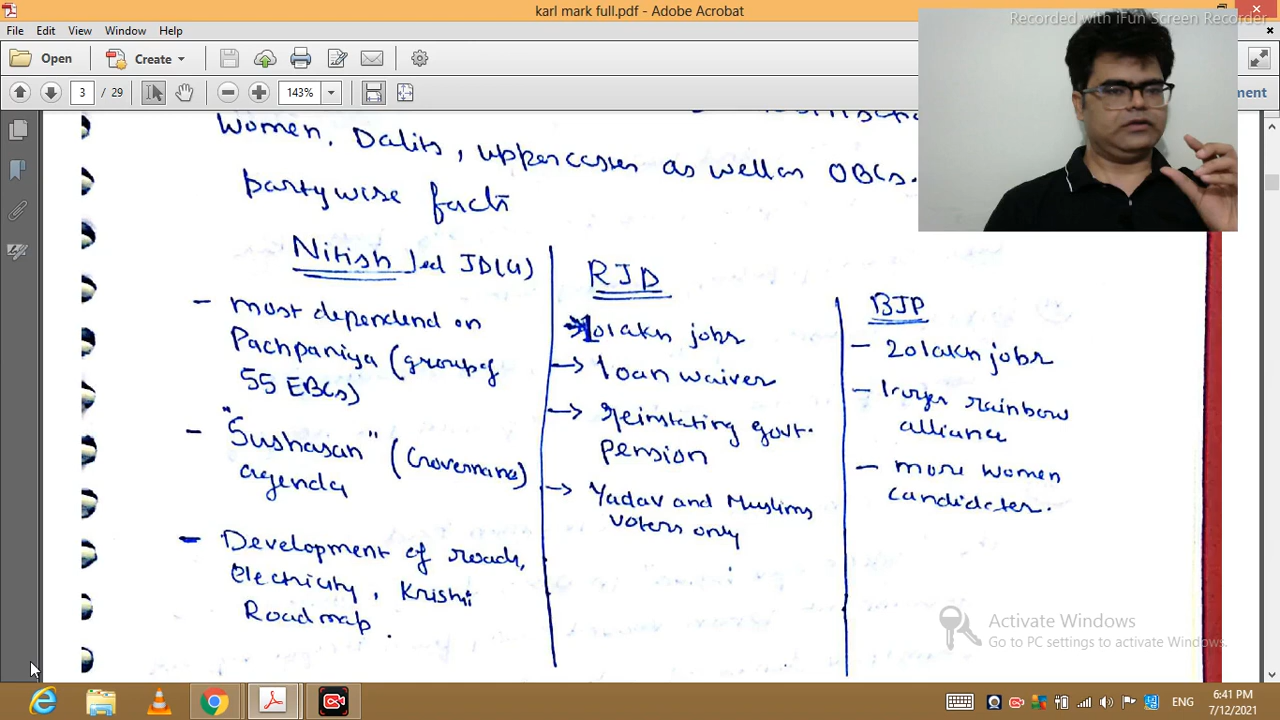 karl mark full.pdf - Adobe Acrobat
Recorded with iFun Screen Recorder
File Edit View Window Help
Open Create
3 / 29 143%
Women, Dalits, uppercasses as well as OBCs.
partywise facts
Nitish led JD(U)
- most dependend on
Pachpaniya (group of
55 EBCs)
- "Sushasan" (Governance)
agenda
- Development of roads,
electricity, Krishi
Roadmap.
RJD
→ 10 lakh jobs
→ loan waiver
→ reinstating govt.
pension
→ Yadav and Muslims
voters only
BJP
- 20 lakh jobs
- larger rainbow
alliance
- more women
candidates.
Activate Windows
Go to PC settings to activate Windows.
ENG
6:41 PM
7/12/2021